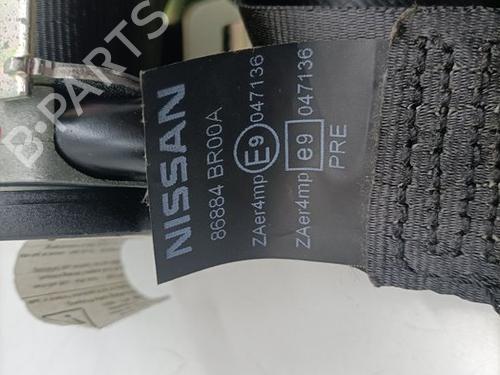 NISSAN
86884 BR00A
ZAer4mp E9 047136
ZAer4mp e9 047136
PRE
B-PARTS